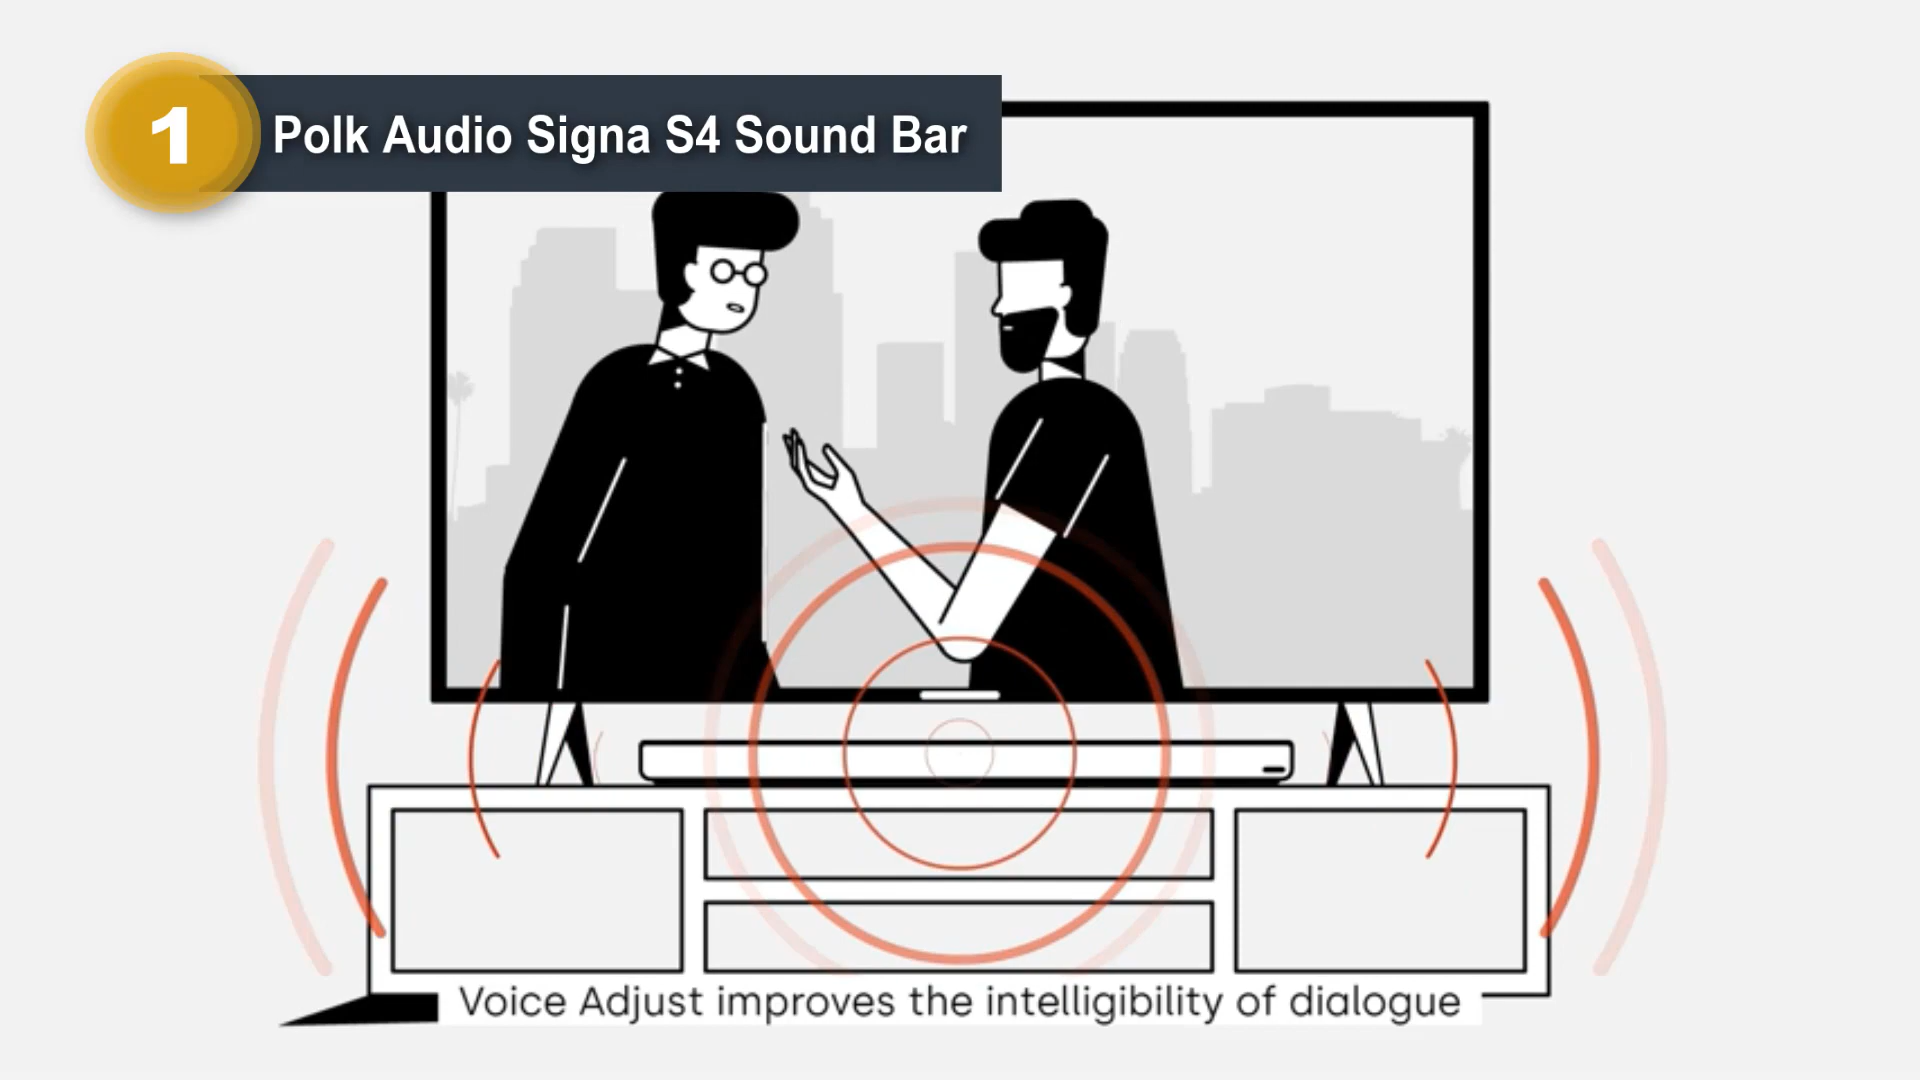 1
Polk Audio Signa S4 Sound Bar
Voice Adjust improves the intelligibility of dialogue